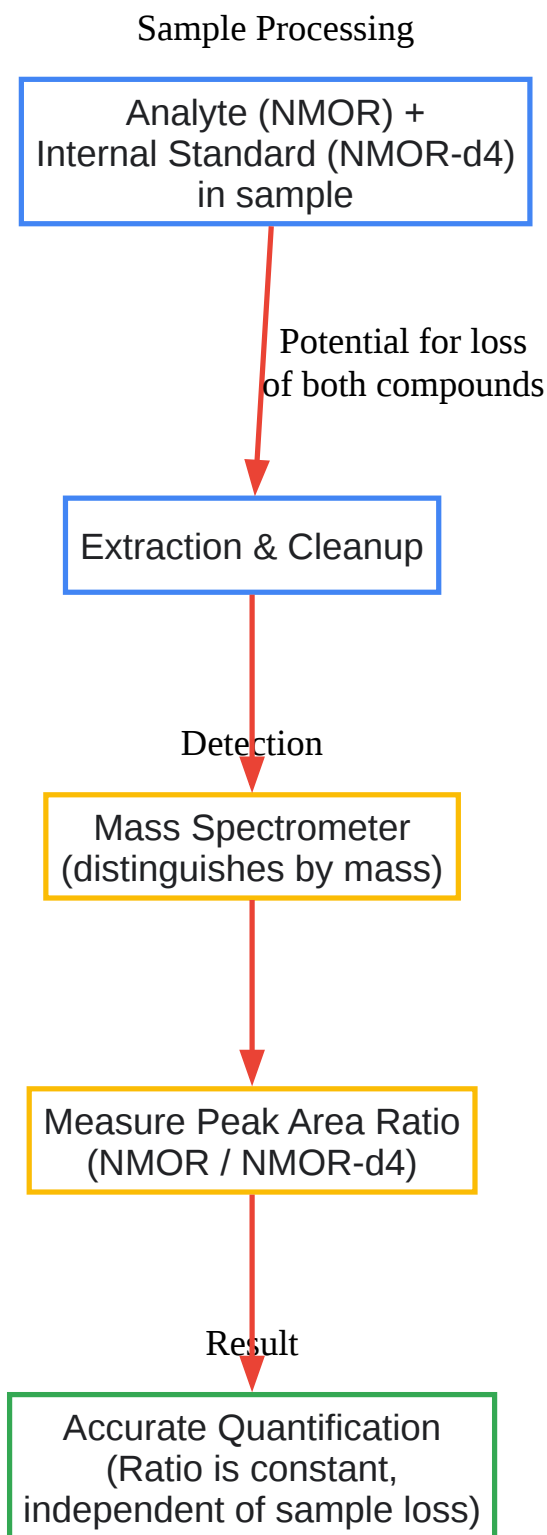 Sample Processing
Analyte (NMOR) +
Internal Standard (NMOR-d4)
in sample
Potential for loss
of both compounds
Extraction & Cleanup
Detection
Mass Spectrometer
(distinguishes by mass)
Measure Peak Area Ratio
(NMOR / NMOR-d4)
Result
Accurate Quantification
(Ratio is constant,
independent of sample loss)